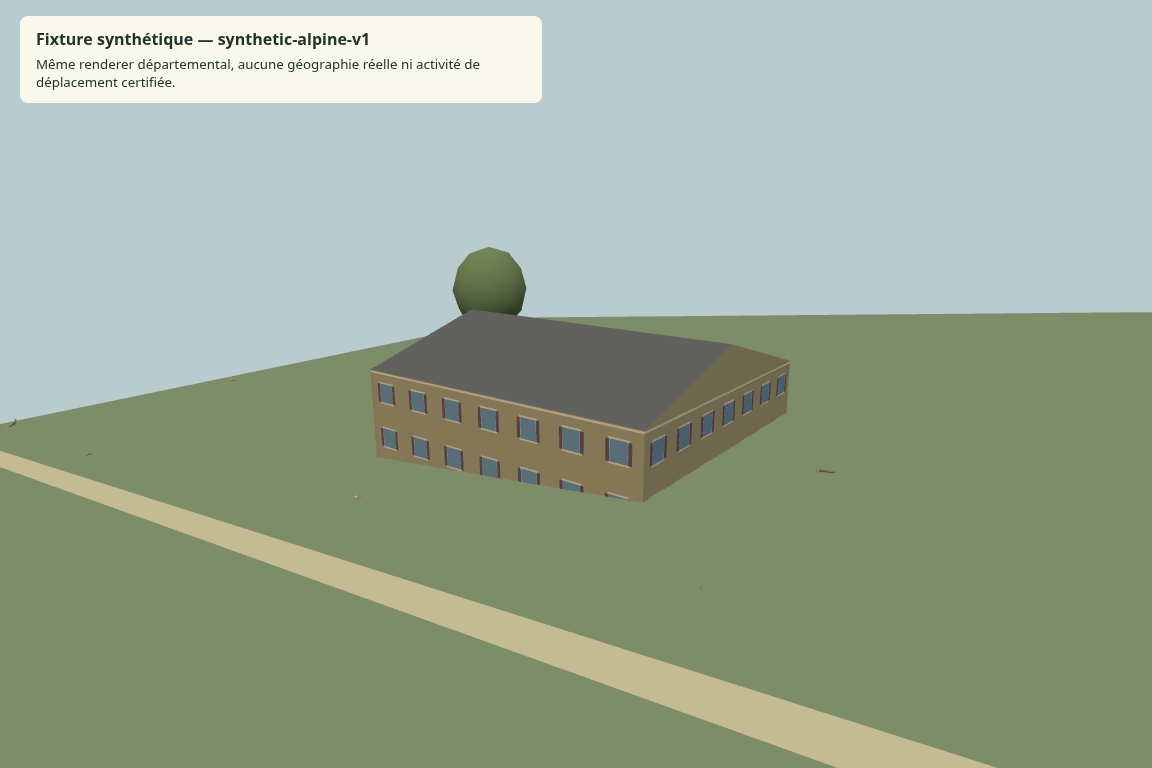 Fixture synthétique — synthetic-alpine-v1
Même renderer départemental, aucune géographie réelle ni activité de
déplacement certifiée.